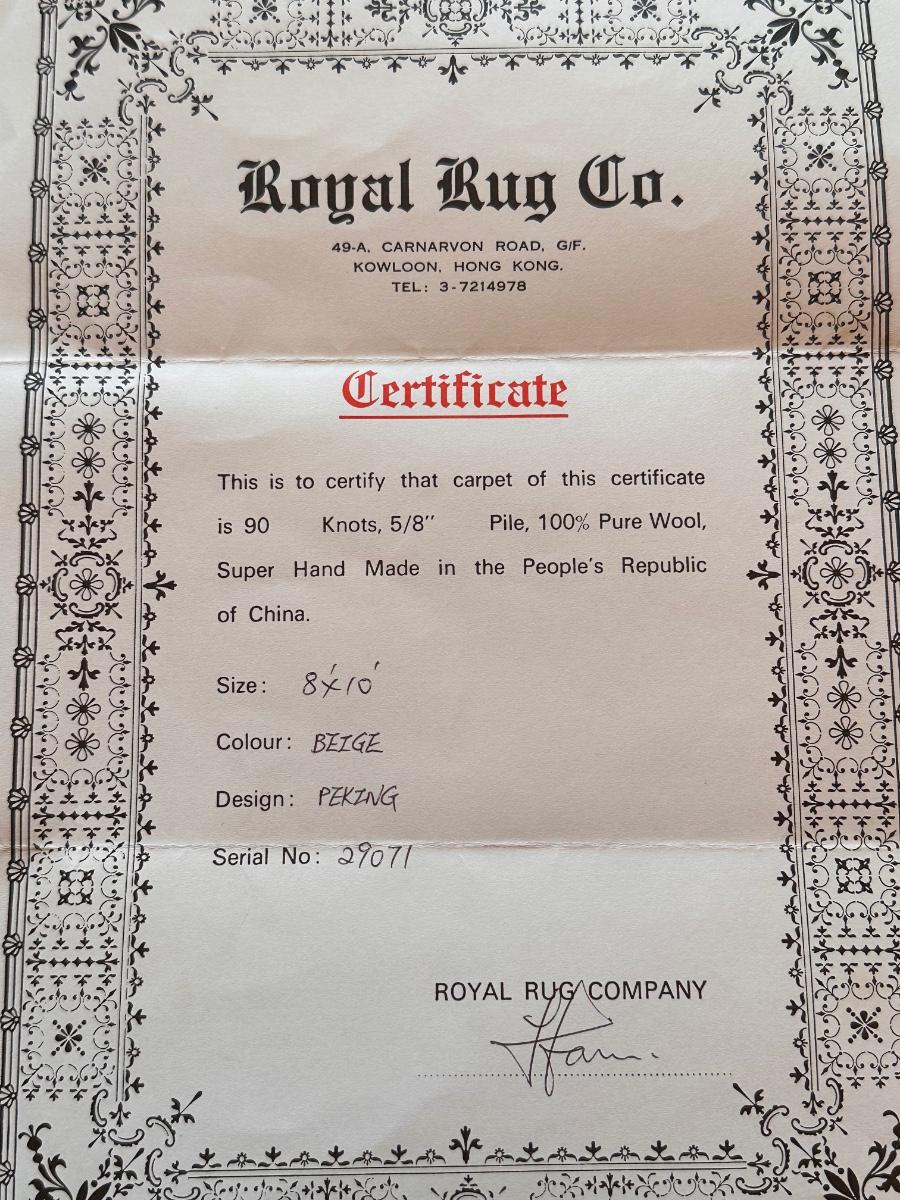 Royal Rug Co.
49-A, CARNARVON ROAD, G/F.
KOWLOON, HONG KONG.
TEL: 3-7214978
Certificate
This is to certify that carpet of this certificate
is 90 Knots, 5/8" Pile, 100% Pure Wool,
Super Hand Made in the People's Republic
of China.
Size: 8'x10'
Colour: BEIGE
Design: PEKING
Serial No: 29071
ROYAL RUG COMPANY